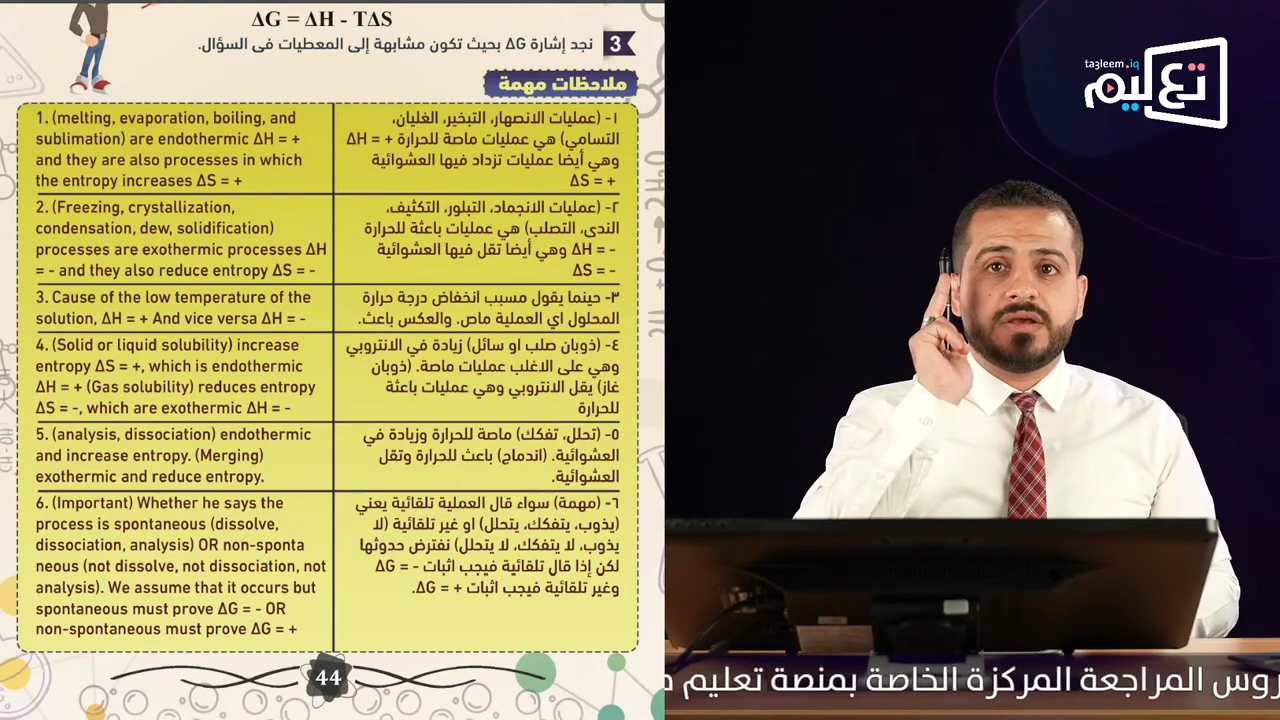 ΔG = ΔH - TΔS
3 نجد إشارة ΔG بحيث تكون مشابهة إلى المعطيات في السؤال.
ملاحظات مهمة
1. (melting, evaporation, boiling, and
sublimation) are endothermic ΔH = +
and they are also processes in which
the entropy increases ΔS = +
١- (عمليات الانصهار، التبخير، الغليان،
التسامي) هي عمليات ماصة للحرارة + = ΔH
وهي أيضا عمليات تزداد فيها العشوائية
ΔS = +
2. (Freezing, crystallization,
condensation, dew, solidification)
processes are exothermic processes ΔH
= - and they also reduce entropy ΔS = -
٢- (عمليات الانجماد، التبلور، التكثيف،
الندى، التصلب) هي عمليات باعثة للحرارة
ΔH = - وهي أيضا تقل فيها العشوائية
ΔS = -
3. Cause of the low temperature of the
solution, ΔH = + And vice versa ΔH = -
٣- حينما يقول مسبب انخفاض درجة حرارة
المحلول اي العملية ماص. والعكس باعث.
4. (Solid or liquid solubility) increase
entropy ΔS = +, which is endothermic
ΔH = + (Gas solubility) reduces entropy
ΔS = -, which are exothermic ΔH = -
٤- (ذوبان صلب او سائل) زيادة في الانتروبي
وهي على الاغلب عمليات ماصة. (ذوبان
غاز) يقل الانتروبي وهي عمليات باعثة
للحرارة
5. (analysis, dissociation) endothermic
and increase entropy. (Merging)
exothermic and reduce entropy.
٥- (تحلل، تفكك) ماصة للحرارة وزيادة في
العشوائية. (اندماج) باعث للحرارة وتقل
العشوائية.
6. (Important) Whether he says the
process is spontaneous (dissolve,
dissociation, analysis) OR non-sponta
neous (not dissolve, not dissociation, not
analysis). We assume that it occurs but
spontaneous must prove ΔG = - OR
non-spontaneous must prove ΔG = +
٦- (مهمة) سواء قال العملية تلقائية يعني
(يذوب، يتفكك، يتحلل) او غير تلقائية (لا
يذوب، لا يتفكك، لا يتحلل) نفترض حدوثها
لكن إذا قال تلقائية فيجب اثبات - = ΔG
وغير تلقائية فيجب اثبات + = ΔG.
44
ta3leem.iq
تعليم
روس المراجعة المركزة الخاصة بمنصة تعليم